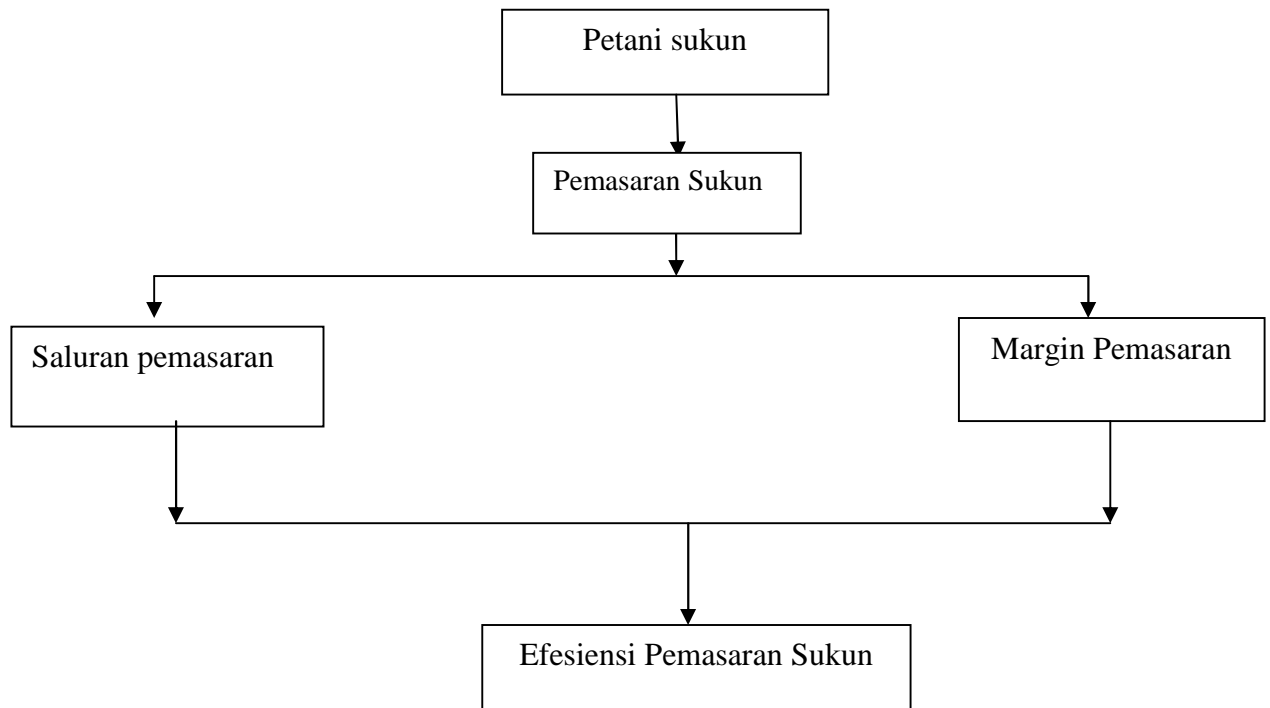 Petani sukun
Pemasaran Sukun
Saluran pemasaran
Margin Pemasaran
Efesiensi Pemasaran Sukun